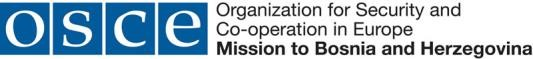 osce Organization for Security and
Co-operation in Europe
Mission to Bosnia and Herzegovina